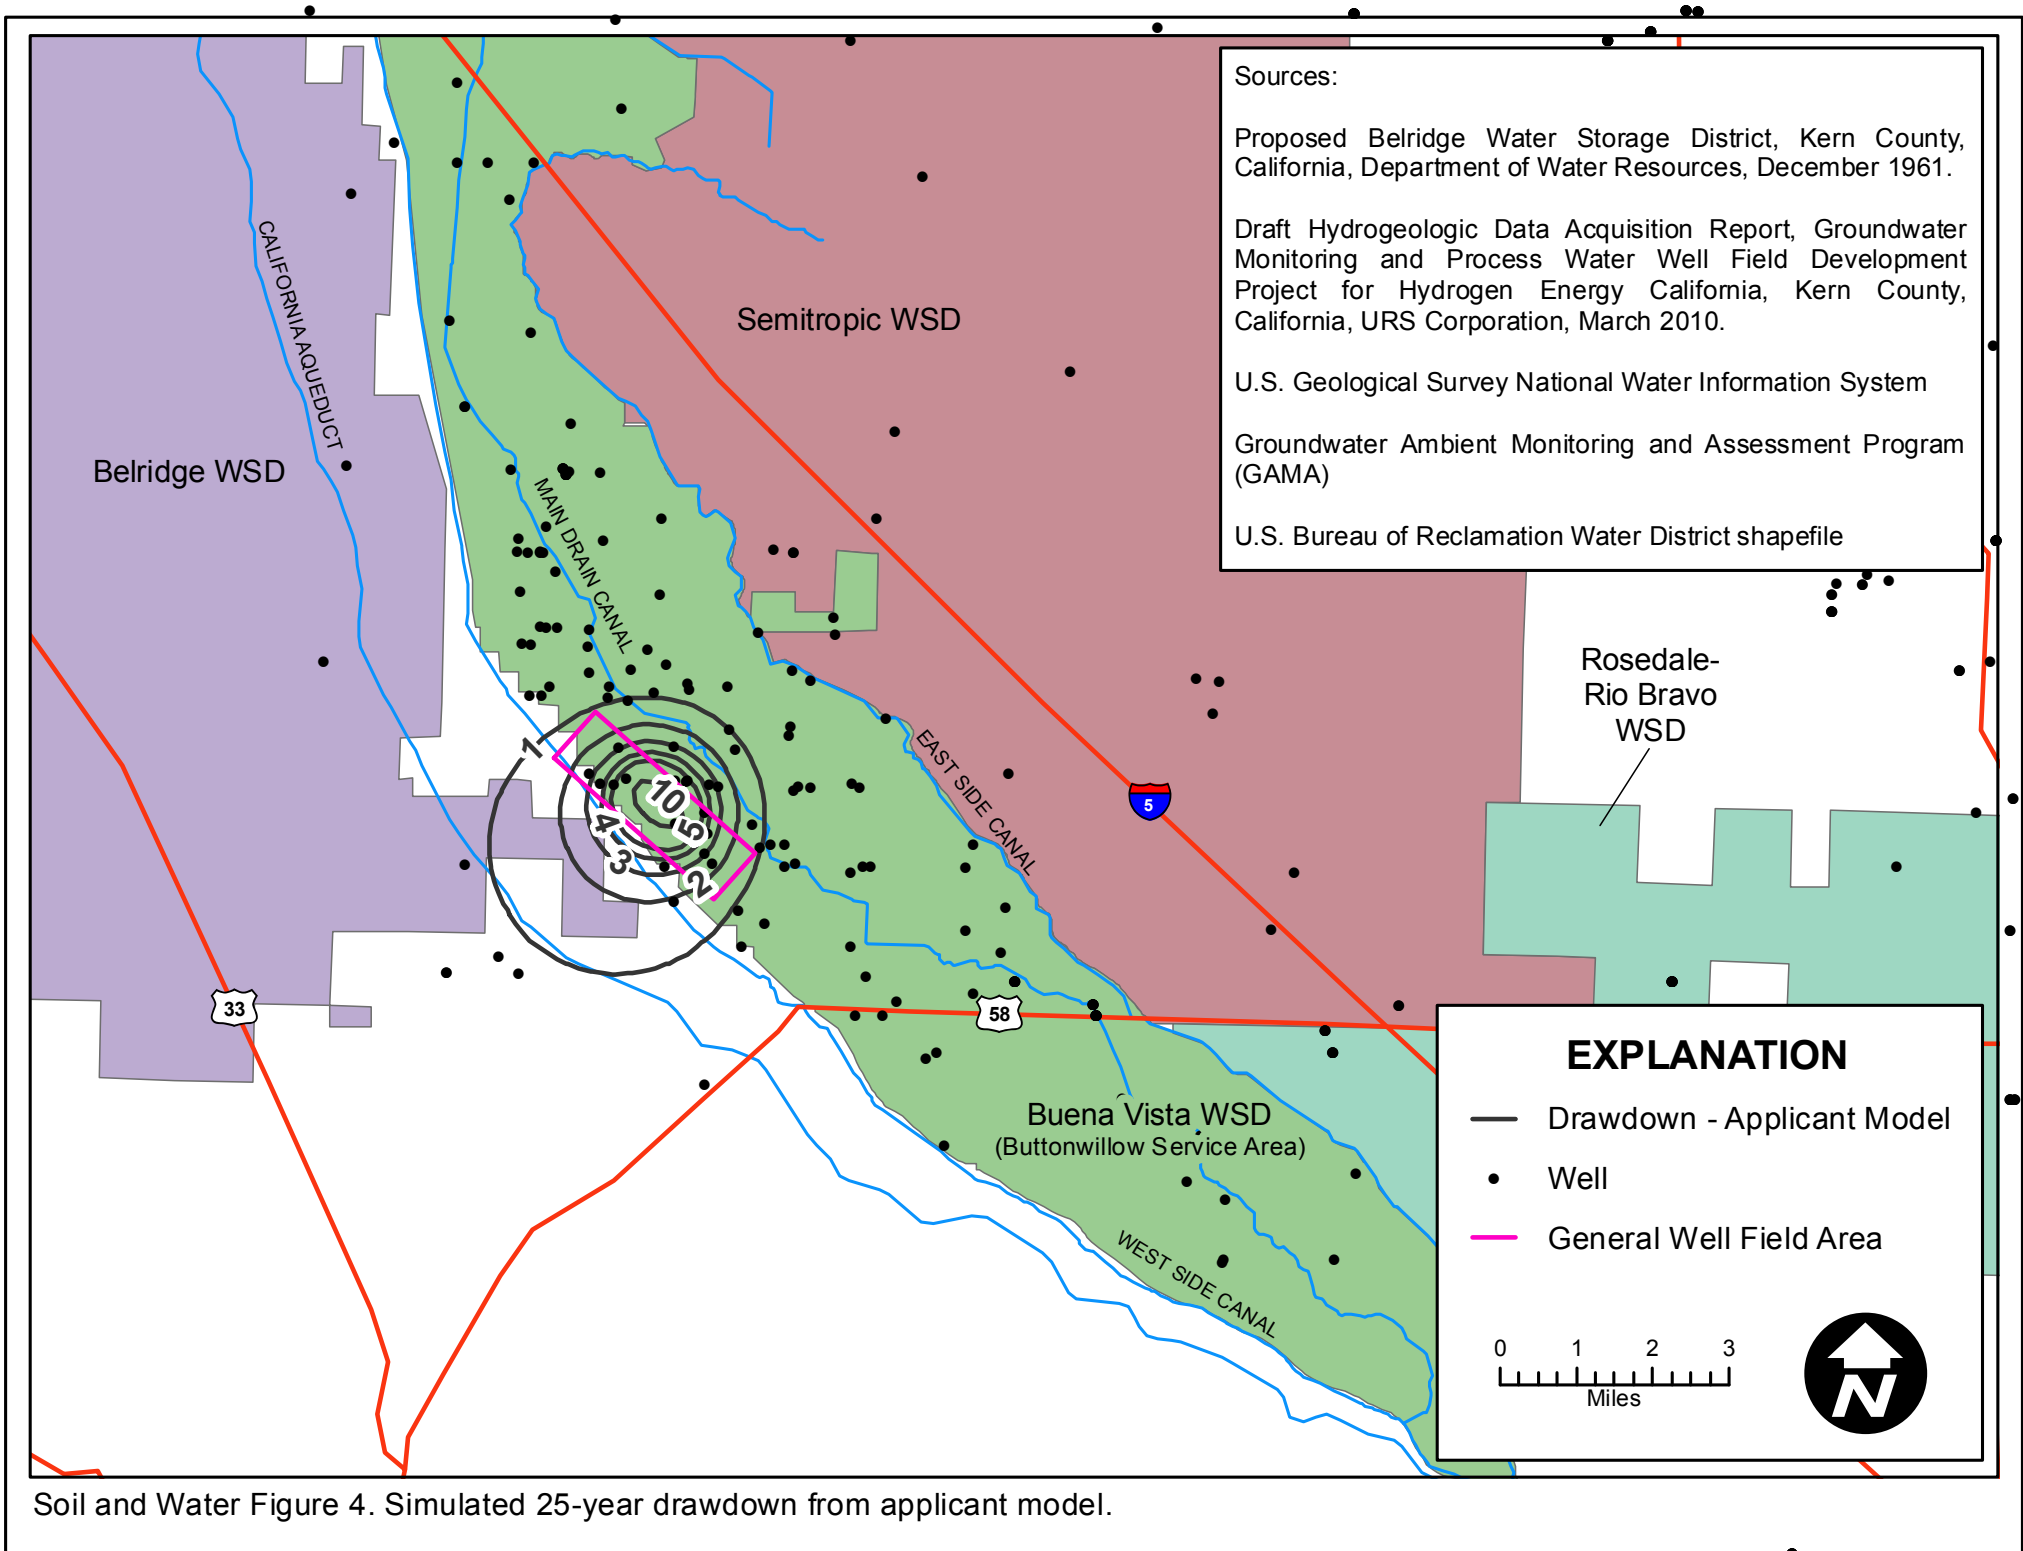 Sources:
Proposed Belridge Water Storage District, Kern County,
California, Department of Water Resources, December 1961.
Draft Hydrogeologic Data Acquisition Report, Groundwater
Monitoring and Process Water Well Field Development
Project for Hydrogen Energy California, Kern County,
California, URS Corporation, March 2010.
U.S. Geological Survey National Water Information System
Groundwater Ambient Monitoring and Assessment Program
(GAMA)
U.S. Bureau of Reclamation Water District shapefile
CALIFORNIA AQUEDUCT
Semitropic WSD
Belridge WSD
MAIN DRAIN CANAL
Rosedale-
Rio Bravo
WSD
EAST SIDE CANAL
1
10
5
4
3
2
5
33
58
Buena Vista WSD
(Buttonwillow Service Area)
WEST SIDE CANAL
EXPLANATION
Drawdown - Applicant Model
Well
General Well Field Area
0 1 2 3
Miles
N
Soil and Water Figure 4. Simulated 25-year drawdown from applicant model.